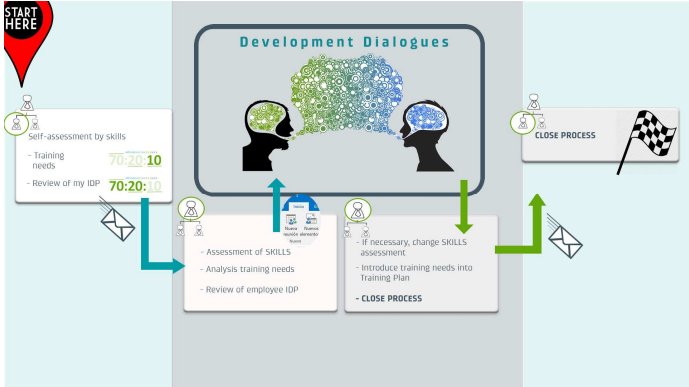 START
HERE
Development Dialogues
Self-assessment by skills
- Training
needs
70:20:10
- Review of my IDP
70:20:10
Nueva
reunión
Nuevos
elementos
Nuevo
- Assessment of SKILLS
- Analysis training needs
- Review of employee IDP
- If necessary, change SKILLS
assessment
- Introduce training needs into
Training Plan
- CLOSE PROCESS
CLOSE PROCESS